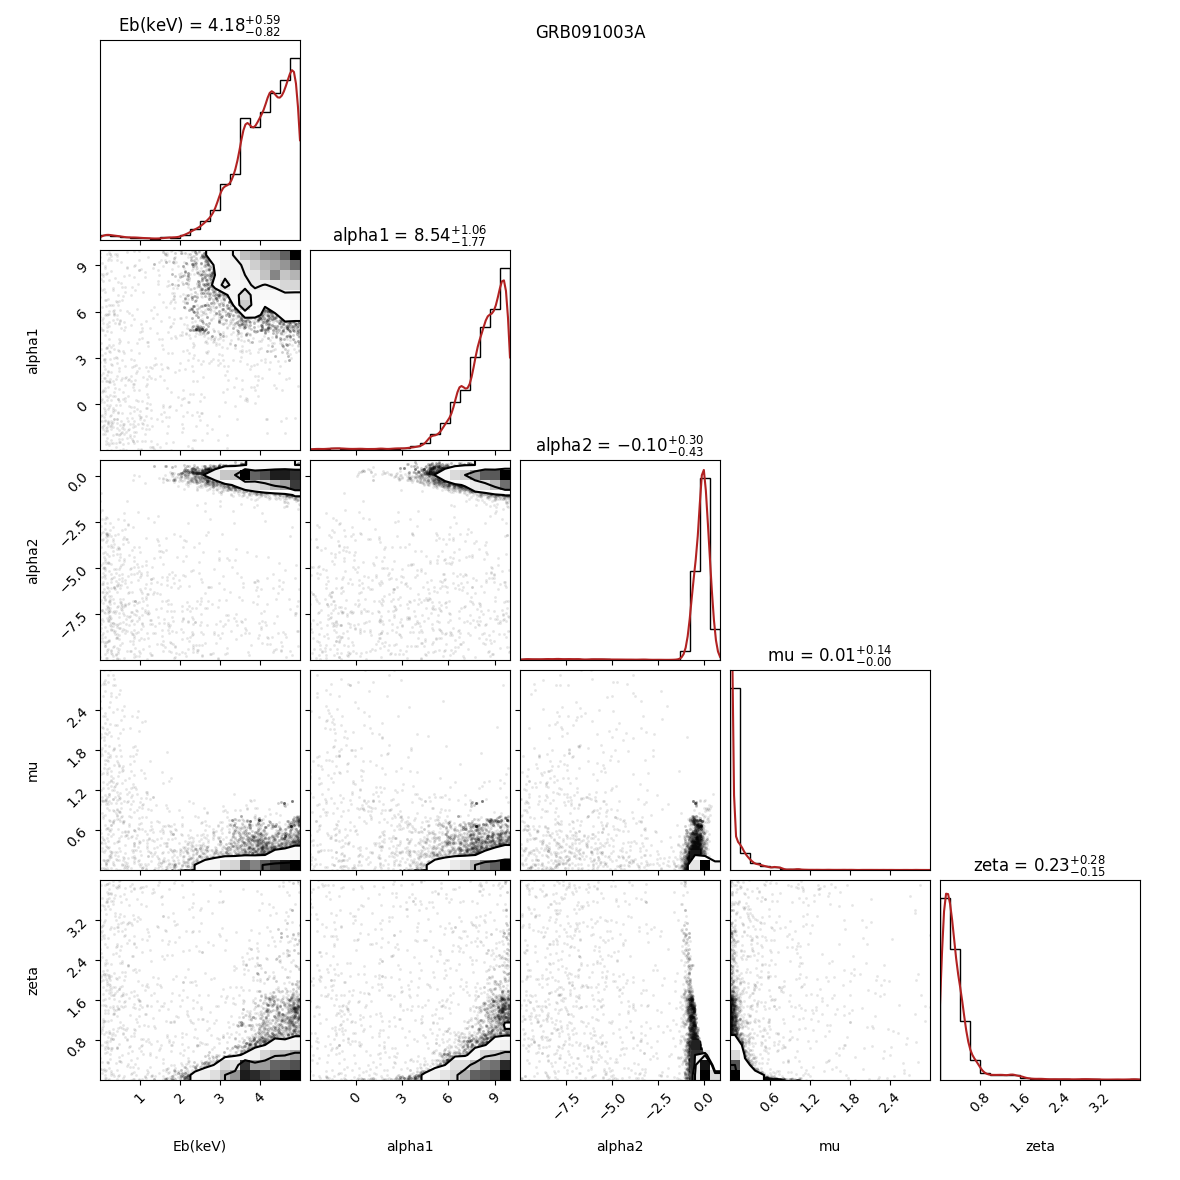 Eb(keV) = 4.18+0.59−0.82
GRB091003A
alpha1 = 8.54+1.06−1.77
9
6
3
0
alpha1
alpha2 = −0.10+0.30−0.43
0.0
−2.5
−5.0
−7.5
alpha2
mu = 0.01+0.14−0.00
2.4
1.8
1.2
0.6
mu
zeta = 0.23+0.28−0.15
3.2
2.4
1.6
0.8
zeta
1 2 3 4
0 3 6 9
−7.5 −5.0 −2.5 0.0
0.6 1.2 1.8 2.4
0.8 1.6 2.4 3.2
Eb(keV) alpha1 alpha2 mu zeta